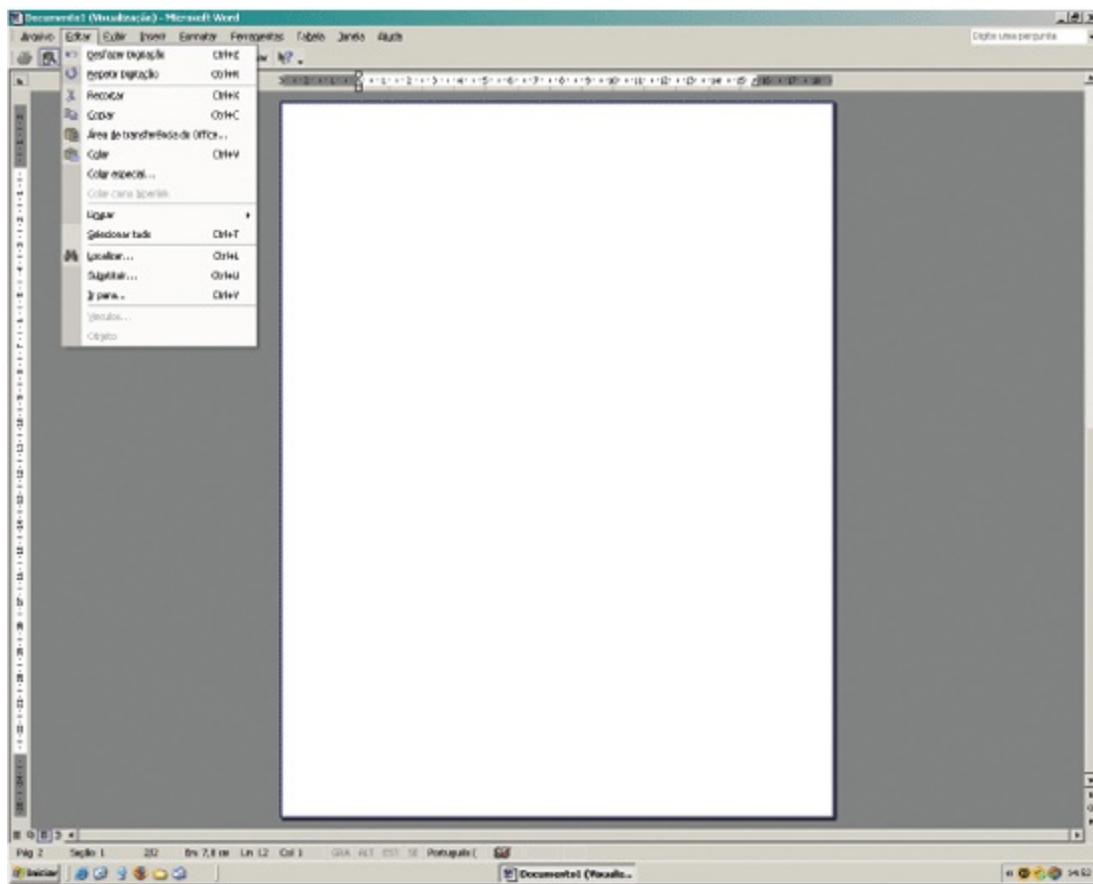 Documento1 (Visualização) - Microsoft Word
Arquivo Editar Exibir Inserir Formatar Ferramentas Tabela Janela Ajuda
Digite uma pergunta
Desfazer Digitação Ctrl+Z
Repetir Digitação Ctrl+R
Recortar Ctrl+X
Copiar Ctrl+C
Área de transferência do Office...
Colar Ctrl+V
Colar especial...
Colar como hiperlink
Limpar
Selecionar tudo Ctrl+T
Localizar... Ctrl+L
Substituir... Ctrl+U
Ir para... Ctrl+Y
Vínculos...
Objeto
Pág 2 Seção 1 2/2 Em 7,8 cm Lin 12 Col 1 GRA ALT EST SE Português (
Iniciar
Documento1 (Visualiz...
14:52